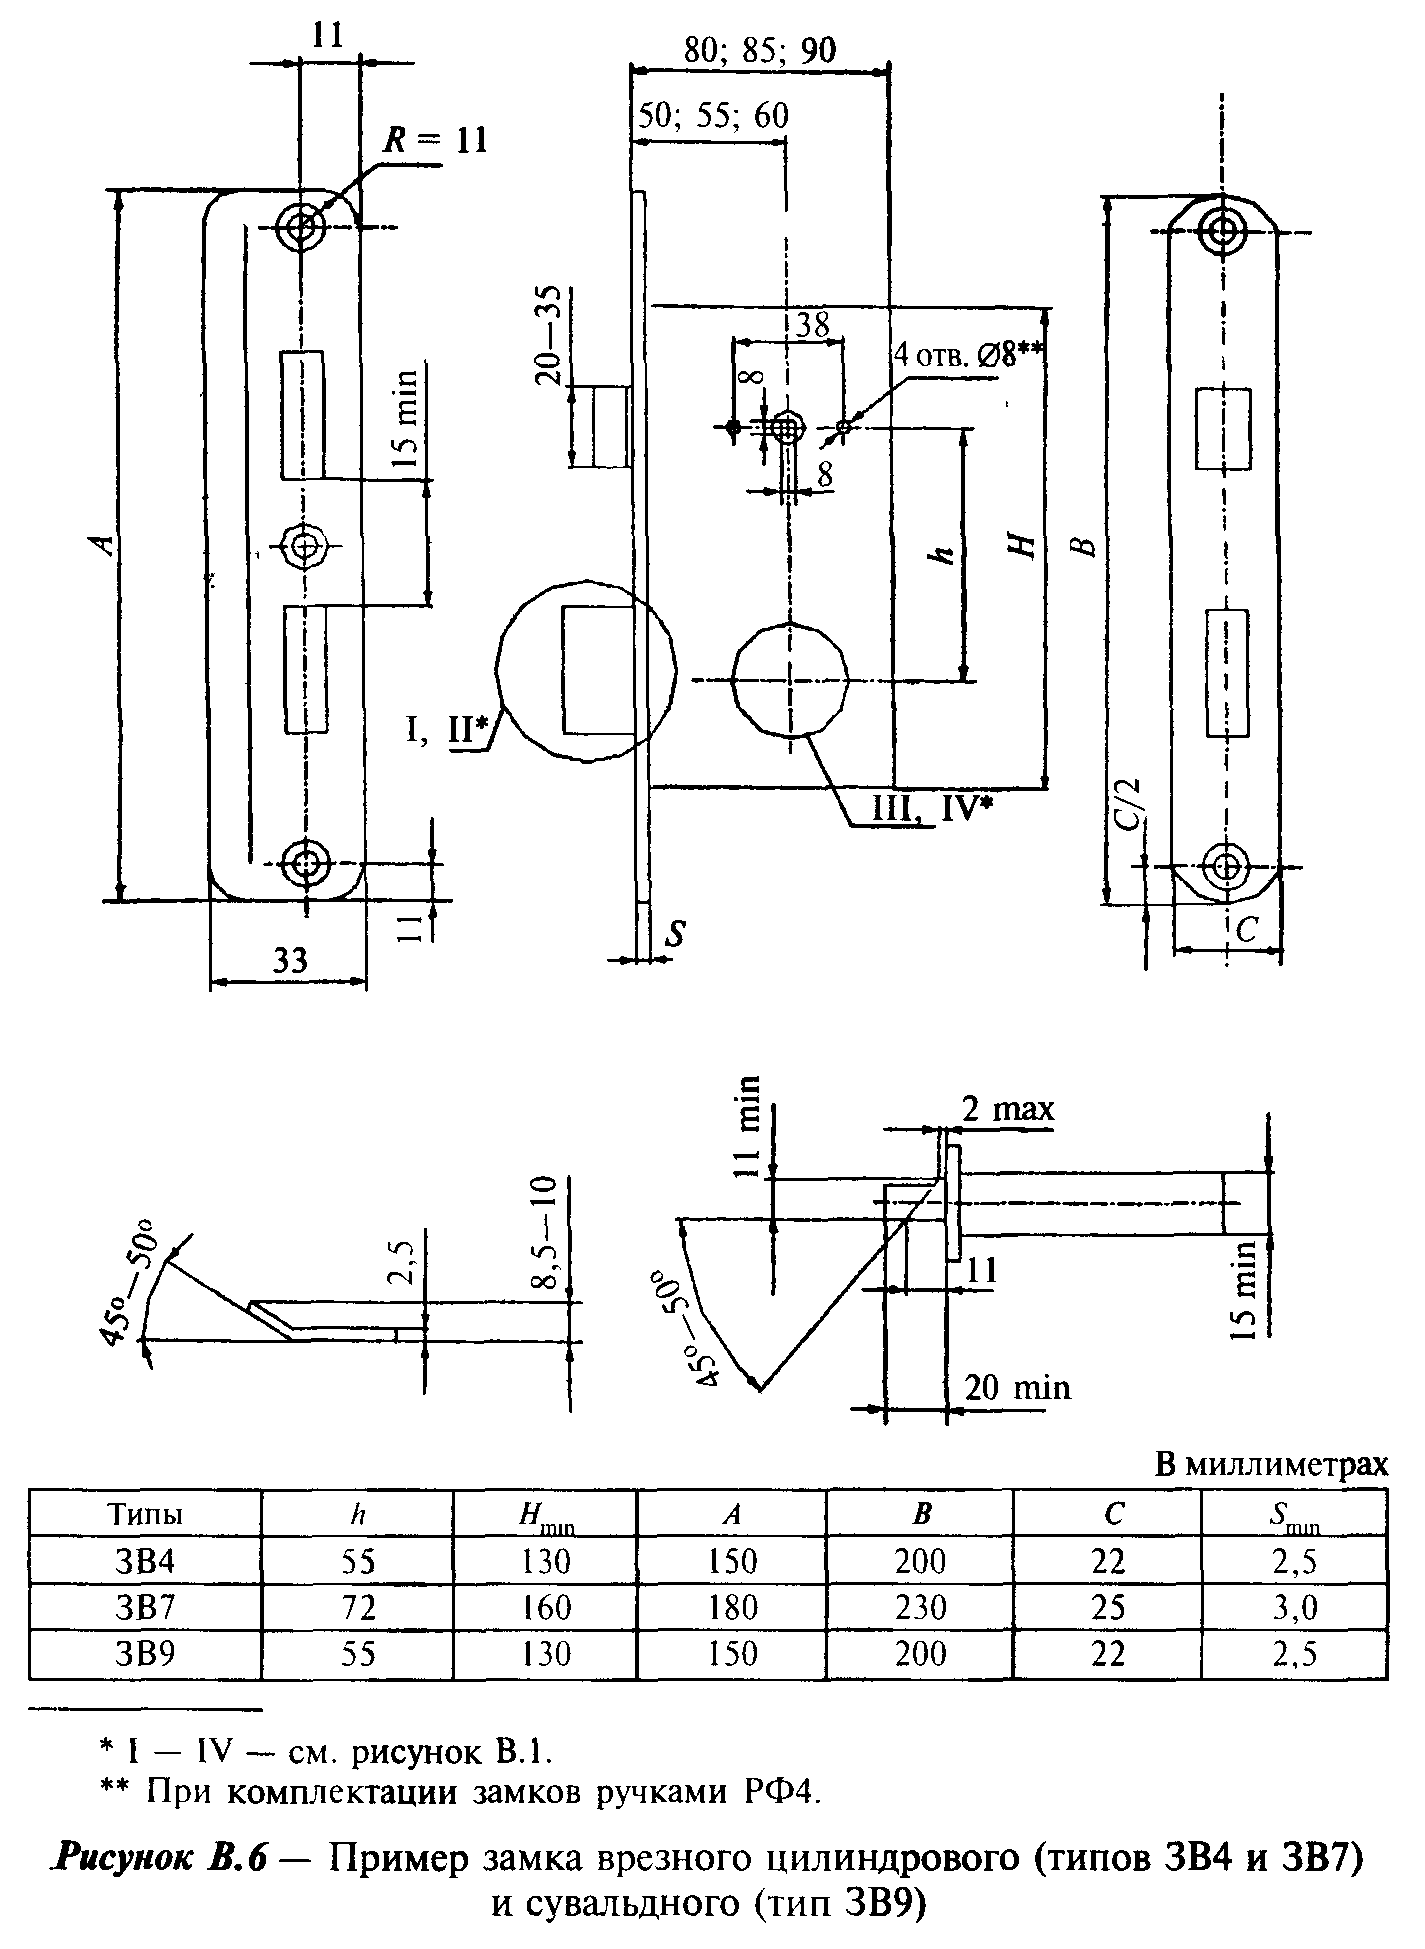 11
80; 85; 90
50; 55; 60
R = 11
20—35
38
4 отв. Ø8**
8
8
15 min
A
h
H
B
I, II*
III, IV*
C/2
11
S
C
33
11 min
2 max
45°—50°
2,5
8,5—10
45°—50°
11
15 min
20 min
В миллиметрах
Типы h Hmin A B C Smin
ЗВ4 55 130 150 200 22 2,5
ЗВ7 72 160 180 230 25 3,0
ЗВ9 55 130 150 200 22 2,5
* I — IV — см. рисунок В.1.
** При комплектации замков ручками РФ4.
Рисунок В.6 — Пример замка врезного цилиндрового (типов ЗВ4 и ЗВ7)
и сувальдного (тип ЗВ9)